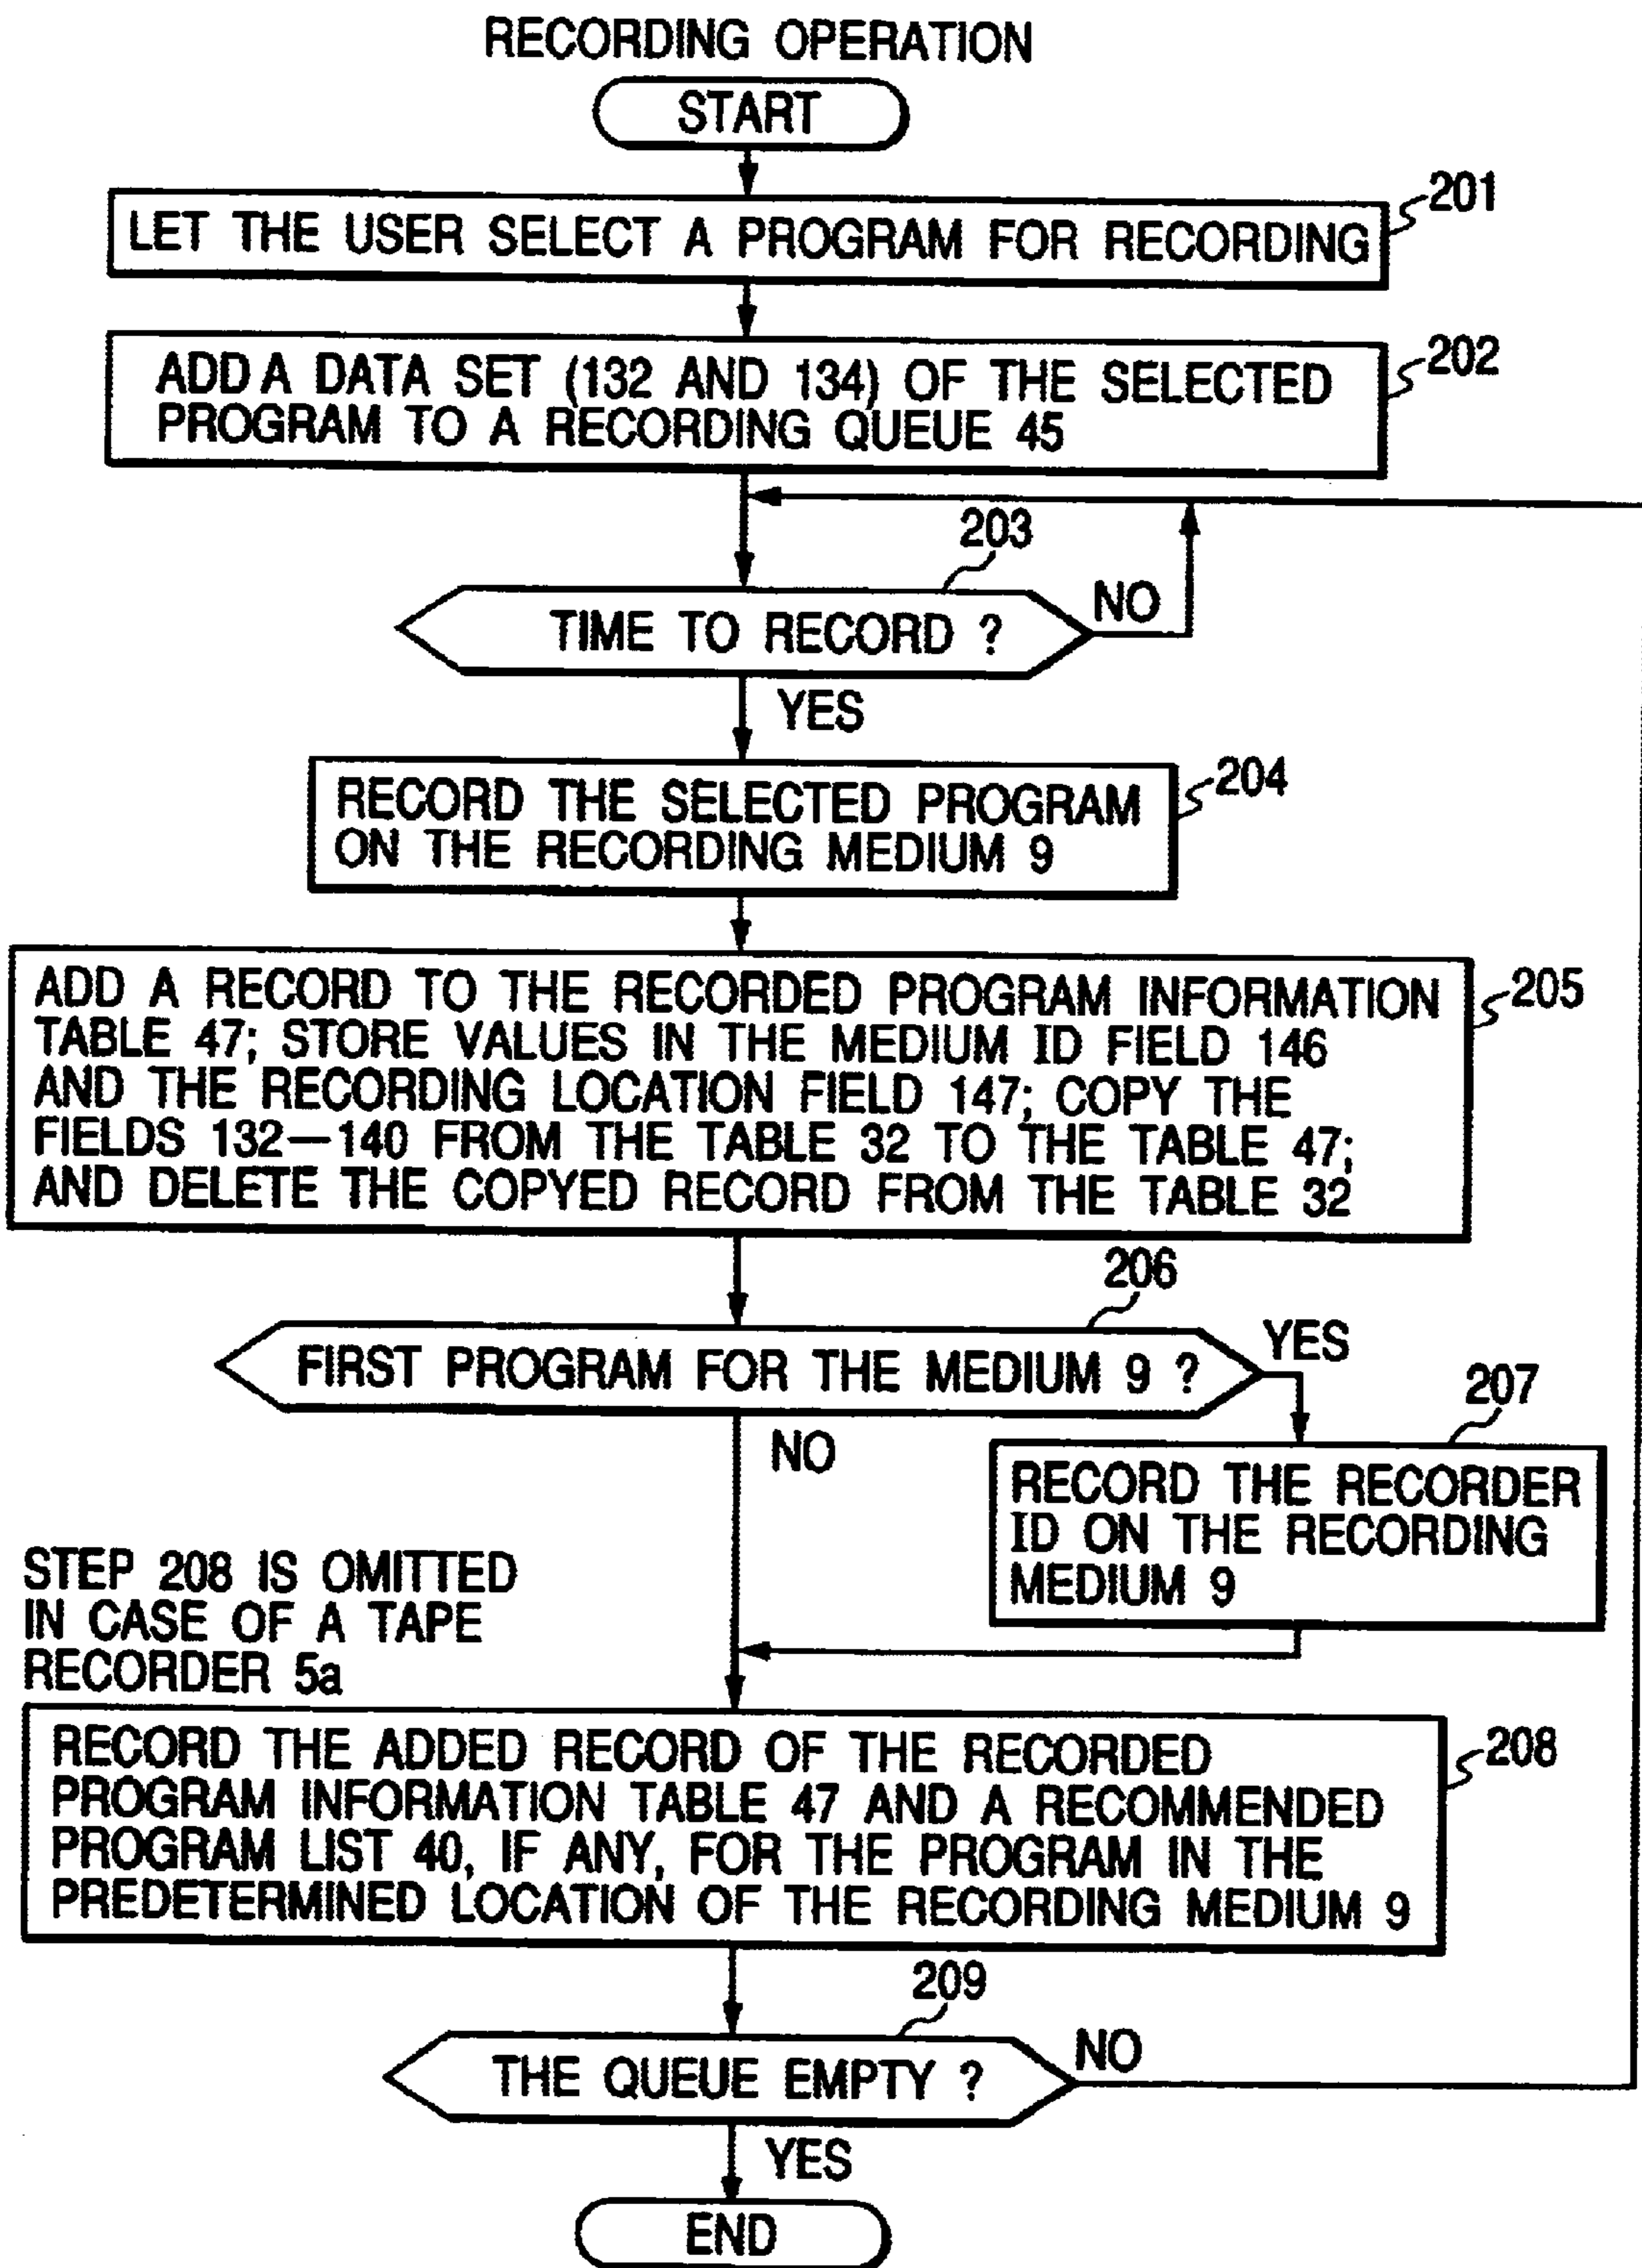 RECORDING OPERATION
START
201
LET THE USER SELECT A PROGRAM FOR RECORDING
202
ADD A DATA SET (132 AND 134) OF THE SELECTED
PROGRAM TO A RECORDING QUEUE 45
203
TIME TO RECORD ?
NO
YES
204
RECORD THE SELECTED PROGRAM
ON THE RECORDING MEDIUM 9
205
ADD A RECORD TO THE RECORDED PROGRAM INFORMATION
TABLE 47; STORE VALUES IN THE MEDIUM ID FIELD 146
AND THE RECORDING LOCATION FIELD 147; COPY THE
FIELDS 132—140 FROM THE TABLE 32 TO THE TABLE 47;
AND DELETE THE COPYED RECORD FROM THE TABLE 32
206
FIRST PROGRAM FOR THE MEDIUM 9 ?
YES
NO
207
RECORD THE RECORDER
ID ON THE RECORDING
MEDIUM 9
STEP 208 IS OMITTED
IN CASE OF A TAPE
RECORDER 5a
208
RECORD THE ADDED RECORD OF THE RECORDED
PROGRAM INFORMATION TABLE 47 AND A RECOMMENDED
PROGRAM LIST 40, IF ANY, FOR THE PROGRAM IN THE
PREDETERMINED LOCATION OF THE RECORDING MEDIUM 9
209
THE QUEUE EMPTY ?
NO
YES
END